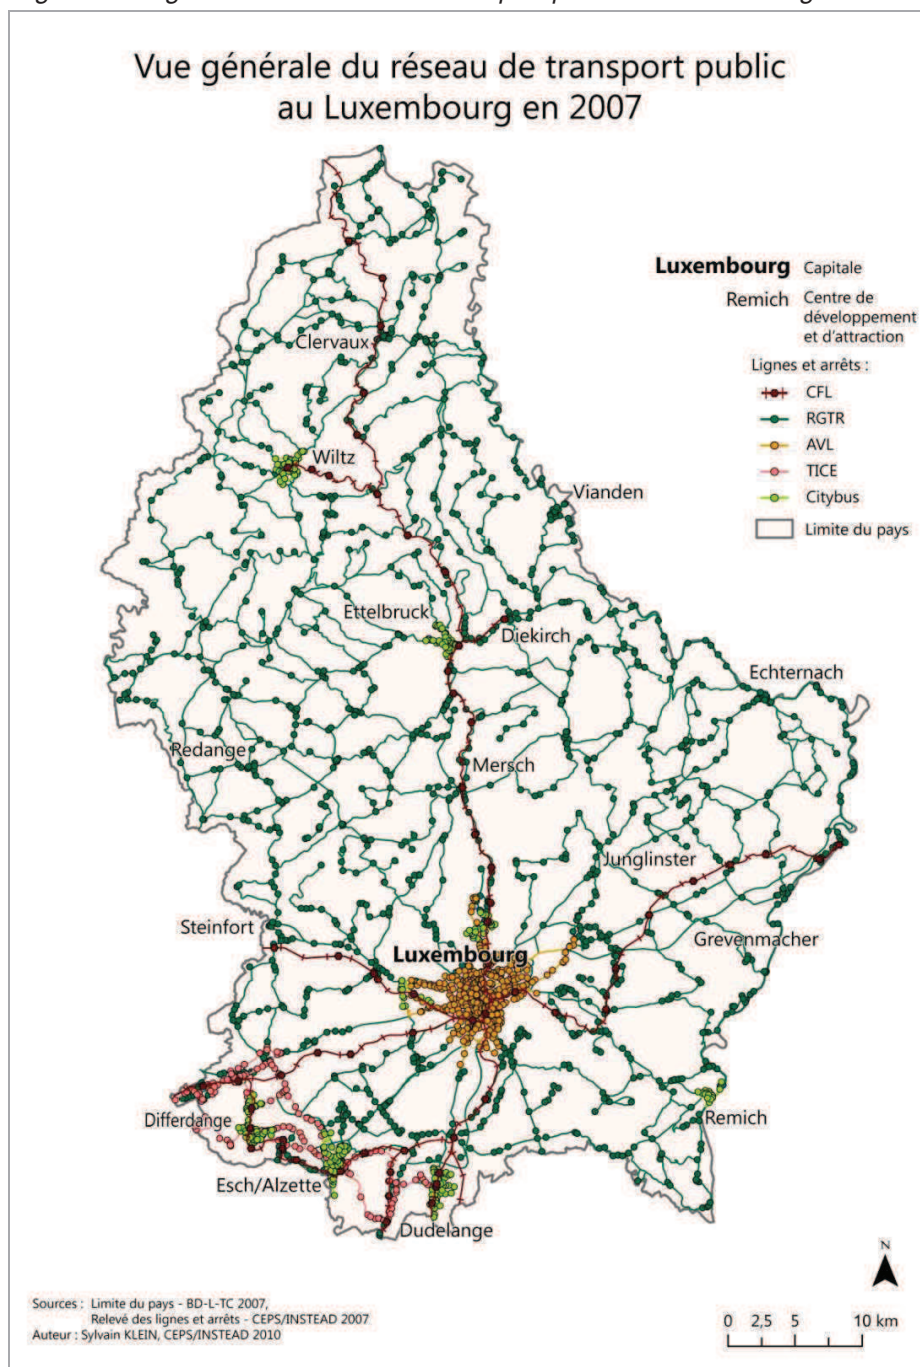 Vue générale du réseau de transport public
au Luxembourg en 2007
Luxembourg Capitale
Remich Centre de
développement
et d'attraction
Lignes et arrêts :
CFL
RGTR
AVL
TICE
Citybus
Limite du pays
Clervaux
Wiltz
Vianden
Ettelbruck
Diekirch
Echternach
Redange
Mersch
Junglinster
Steinfort
Grevenmacher
Luxembourg
Differdange
Remich
Esch/Alzette
Dudelange
N
Sources : Limite du pays - BD-L-TC 2007,
Relevé des lignes et arrêts - CEPS/INSTEAD 2007
Auteur : Sylvain KLEIN, CEPS/INSTEAD 2010
0 2,5 5 10 km